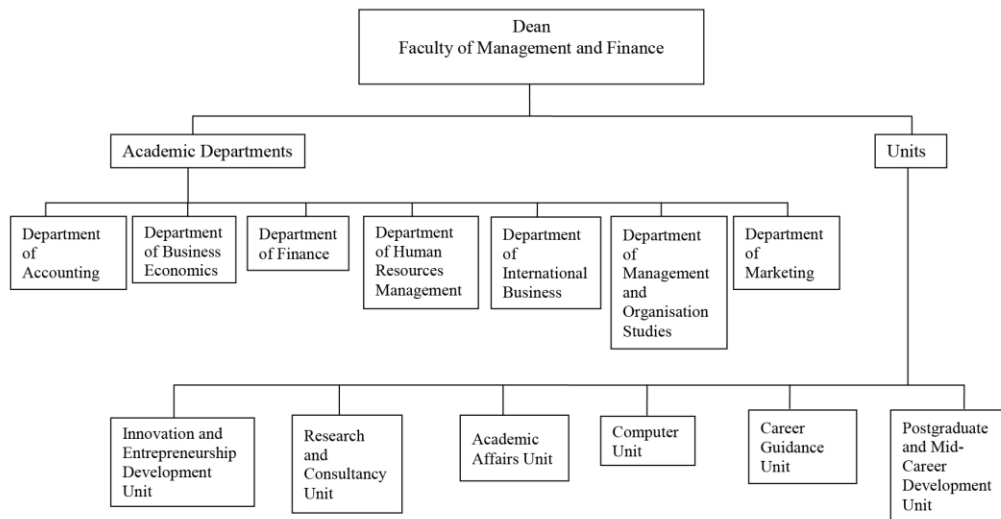 Dean
Faculty of Management and Finance
Academic Departments
Units
Department
of
Accounting
Department
of Business
Economics
Department
of Finance
Department
of Human
Resources
Management
Department
of
International
Business
Department
of
Management
and
Organisation
Studies
Department
of
Marketing
Innovation and
Entrepreneurship
Development
Unit
Research
and
Consultancy
Unit
Academic
Affairs Unit
Computer
Unit
Career
Guidance
Unit
Postgraduate
and Mid-
Career
Development
Unit